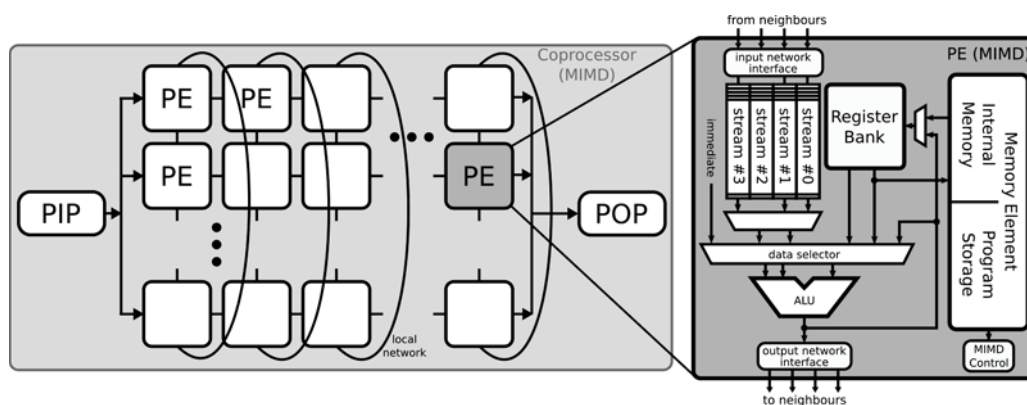 Coprocessor
(MIMD)
PE
PE
PE
PE
PIP
POP
local
network
from neighbours
PE (MIMD)
input network
interface
immediate
stream #3
stream #2
stream #1
stream #0
Register
Bank
Internal
Memory
Memory Element
Program
Storage
data selector
ALU
output network
interface
MIMD
Control
to neighbours